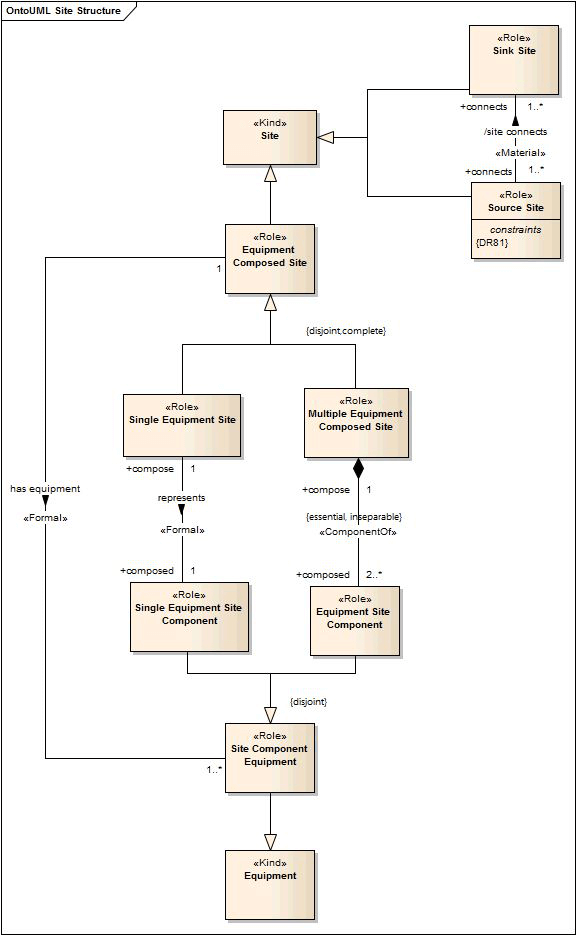 OntoUML Site Structure
«Role»
Sink Site
+connects 1..*
/site connects
«Material»
+connects 1..*
«Role»
Source Site
constraints
{DR81}
«Kind»
Site
«Role»
Equipment
Composed Site
1
{disjoint,complete}
«Role»
Single Equipment Site
«Role»
Multiple Equipment
Composed Site
+compose 1
+compose 1
has equipment
«Formal»
represents
«Formal»
{essential, inseparable}
«ComponentOf»
+composed 1
+composed 2..*
«Role»
Single Equipment Site
Component
«Role»
Equipment Site
Component
{disjoint}
«Role»
Site Component
Equipment
1..*
«Kind»
Equipment